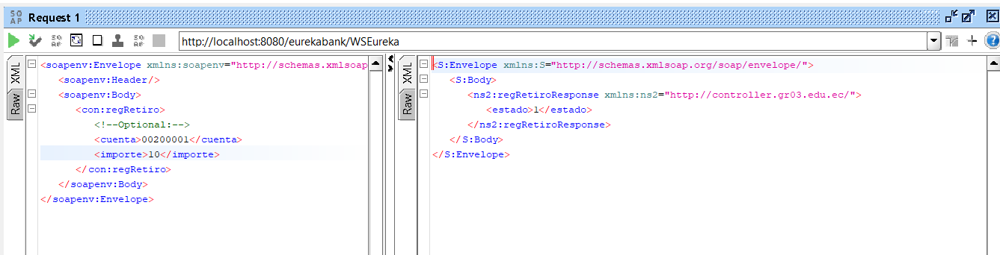 SO AP Request 1
http://localhost:8080/eurekabank/WSEureka
XML
Raw
<soapenv:Envelope xmlns:soapenv="http://schemas.xmlsoap
<soapenv:Header/>
<soapenv:Body>
<con:regRetiro>
<!--Optional:-->
<cuenta>00200001</cuenta>
<importe>10</importe>
</con:regRetiro>
</soapenv:Body>
</soapenv:Envelope>
XML
Raw
<S:Envelope xmlns:S="http://schemas.xmlsoap.org/soap/envelope/">
<S:Body>
<ns2:regRetiroResponse xmlns:ns2="http://controller.gr03.edu.ec/">
<estado>1</estado>
</ns2:regRetiroResponse>
</S:Body>
</S:Envelope>